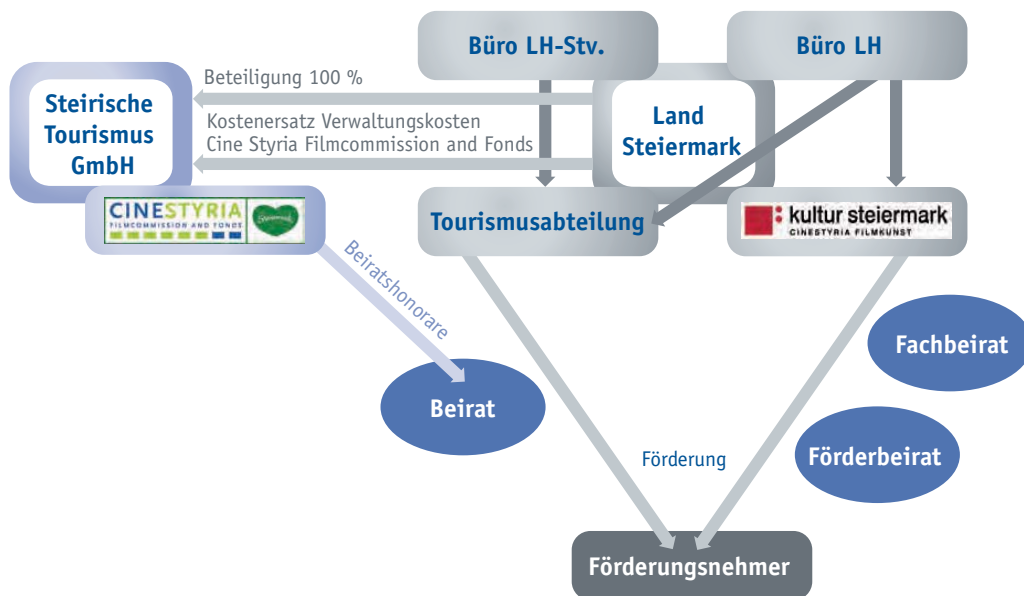 Büro LH-Stv.
Büro LH
Beteiligung 100 %
Steirische
Tourismus
GmbH
Land
Steiermark
Kostenersatz Verwaltungskosten
Cine Styria Filmcommission and Fonds
CINESTYRIA
FILMCOMMISSION AND FONDS
Steiermark
Tourismusabteilung
kultur steiermark
CINESTYRIA FILMKUNST
Beiratshonorare
Fachbeirat
Beirat
Förderung
Förderbeirat
Förderungsnehmer